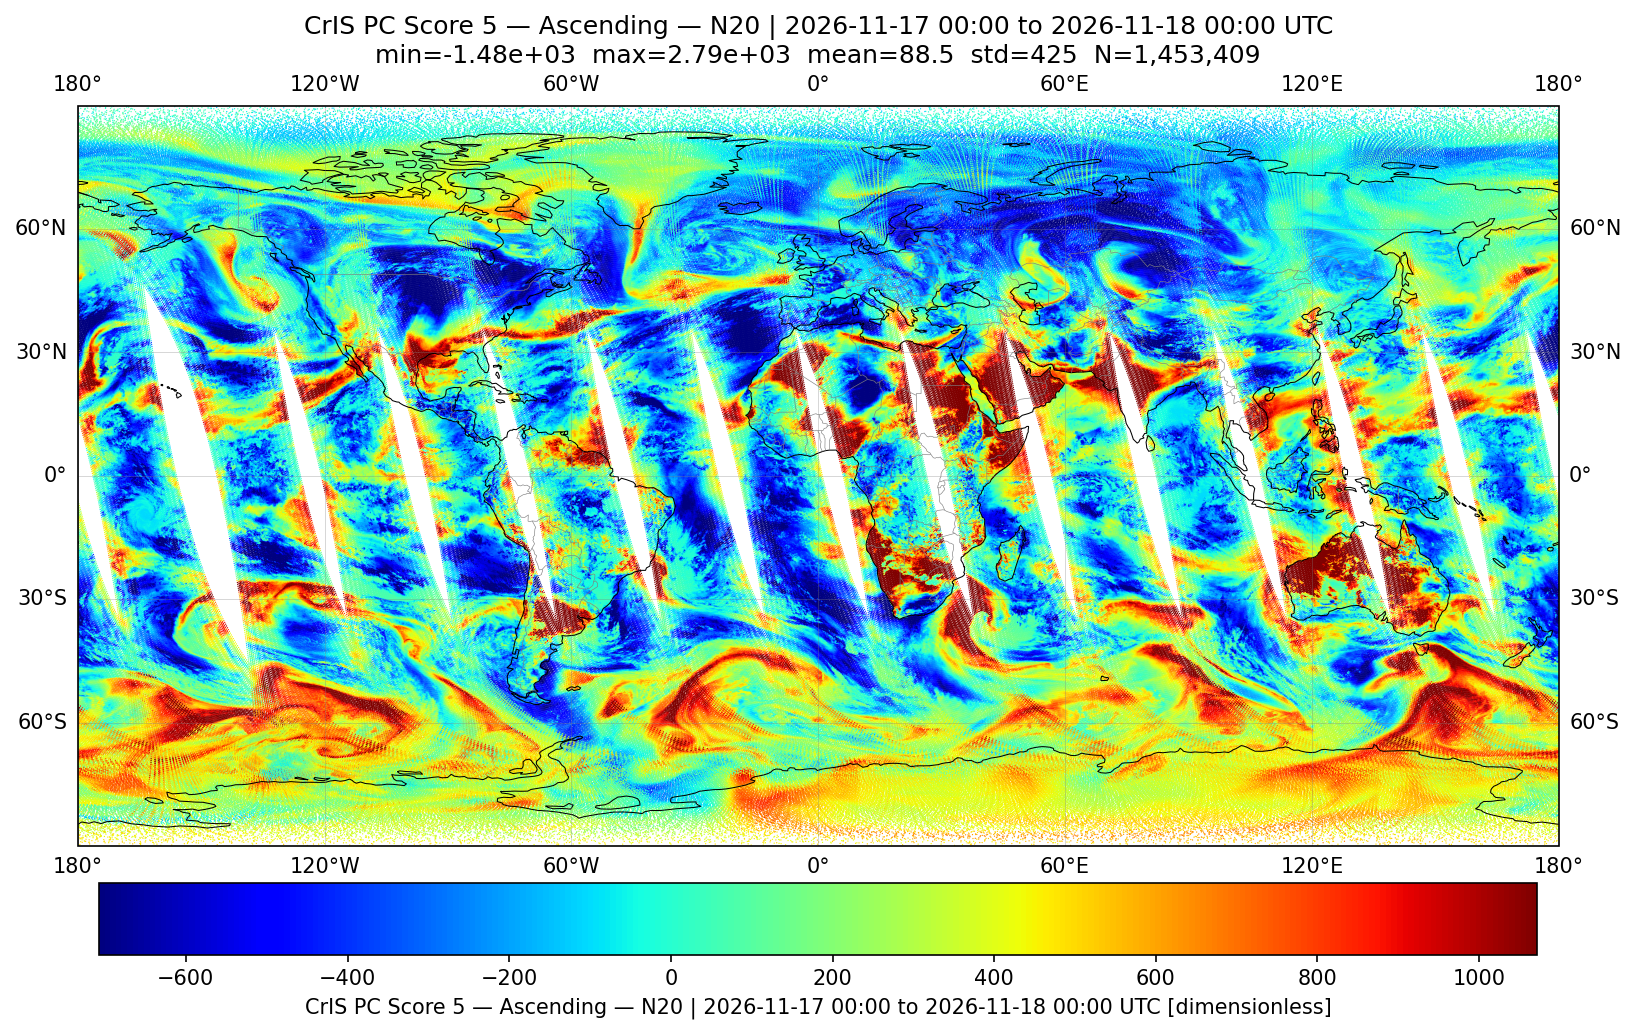 CrIS PC Score 5 — Ascending — N20 | 2026-11-17 00:00 to 2026-11-18 00:00 UTC
min=-1.48e+03 max=2.79e+03 mean=88.5 std=425 N=1,453,409
180° 120°W 60°W 0° 60°E 120°E 180°
60°N 60°N
30°N 30°N
0° 0°
30°S 30°S
60°S 60°S
180° 120°W 60°W 0° 60°E 120°E 180°
−600 −400 −200 0 200 400 600 800 1000
CrIS PC Score 5 — Ascending — N20 | 2026-11-17 00:00 to 2026-11-18 00:00 UTC [dimensionless]